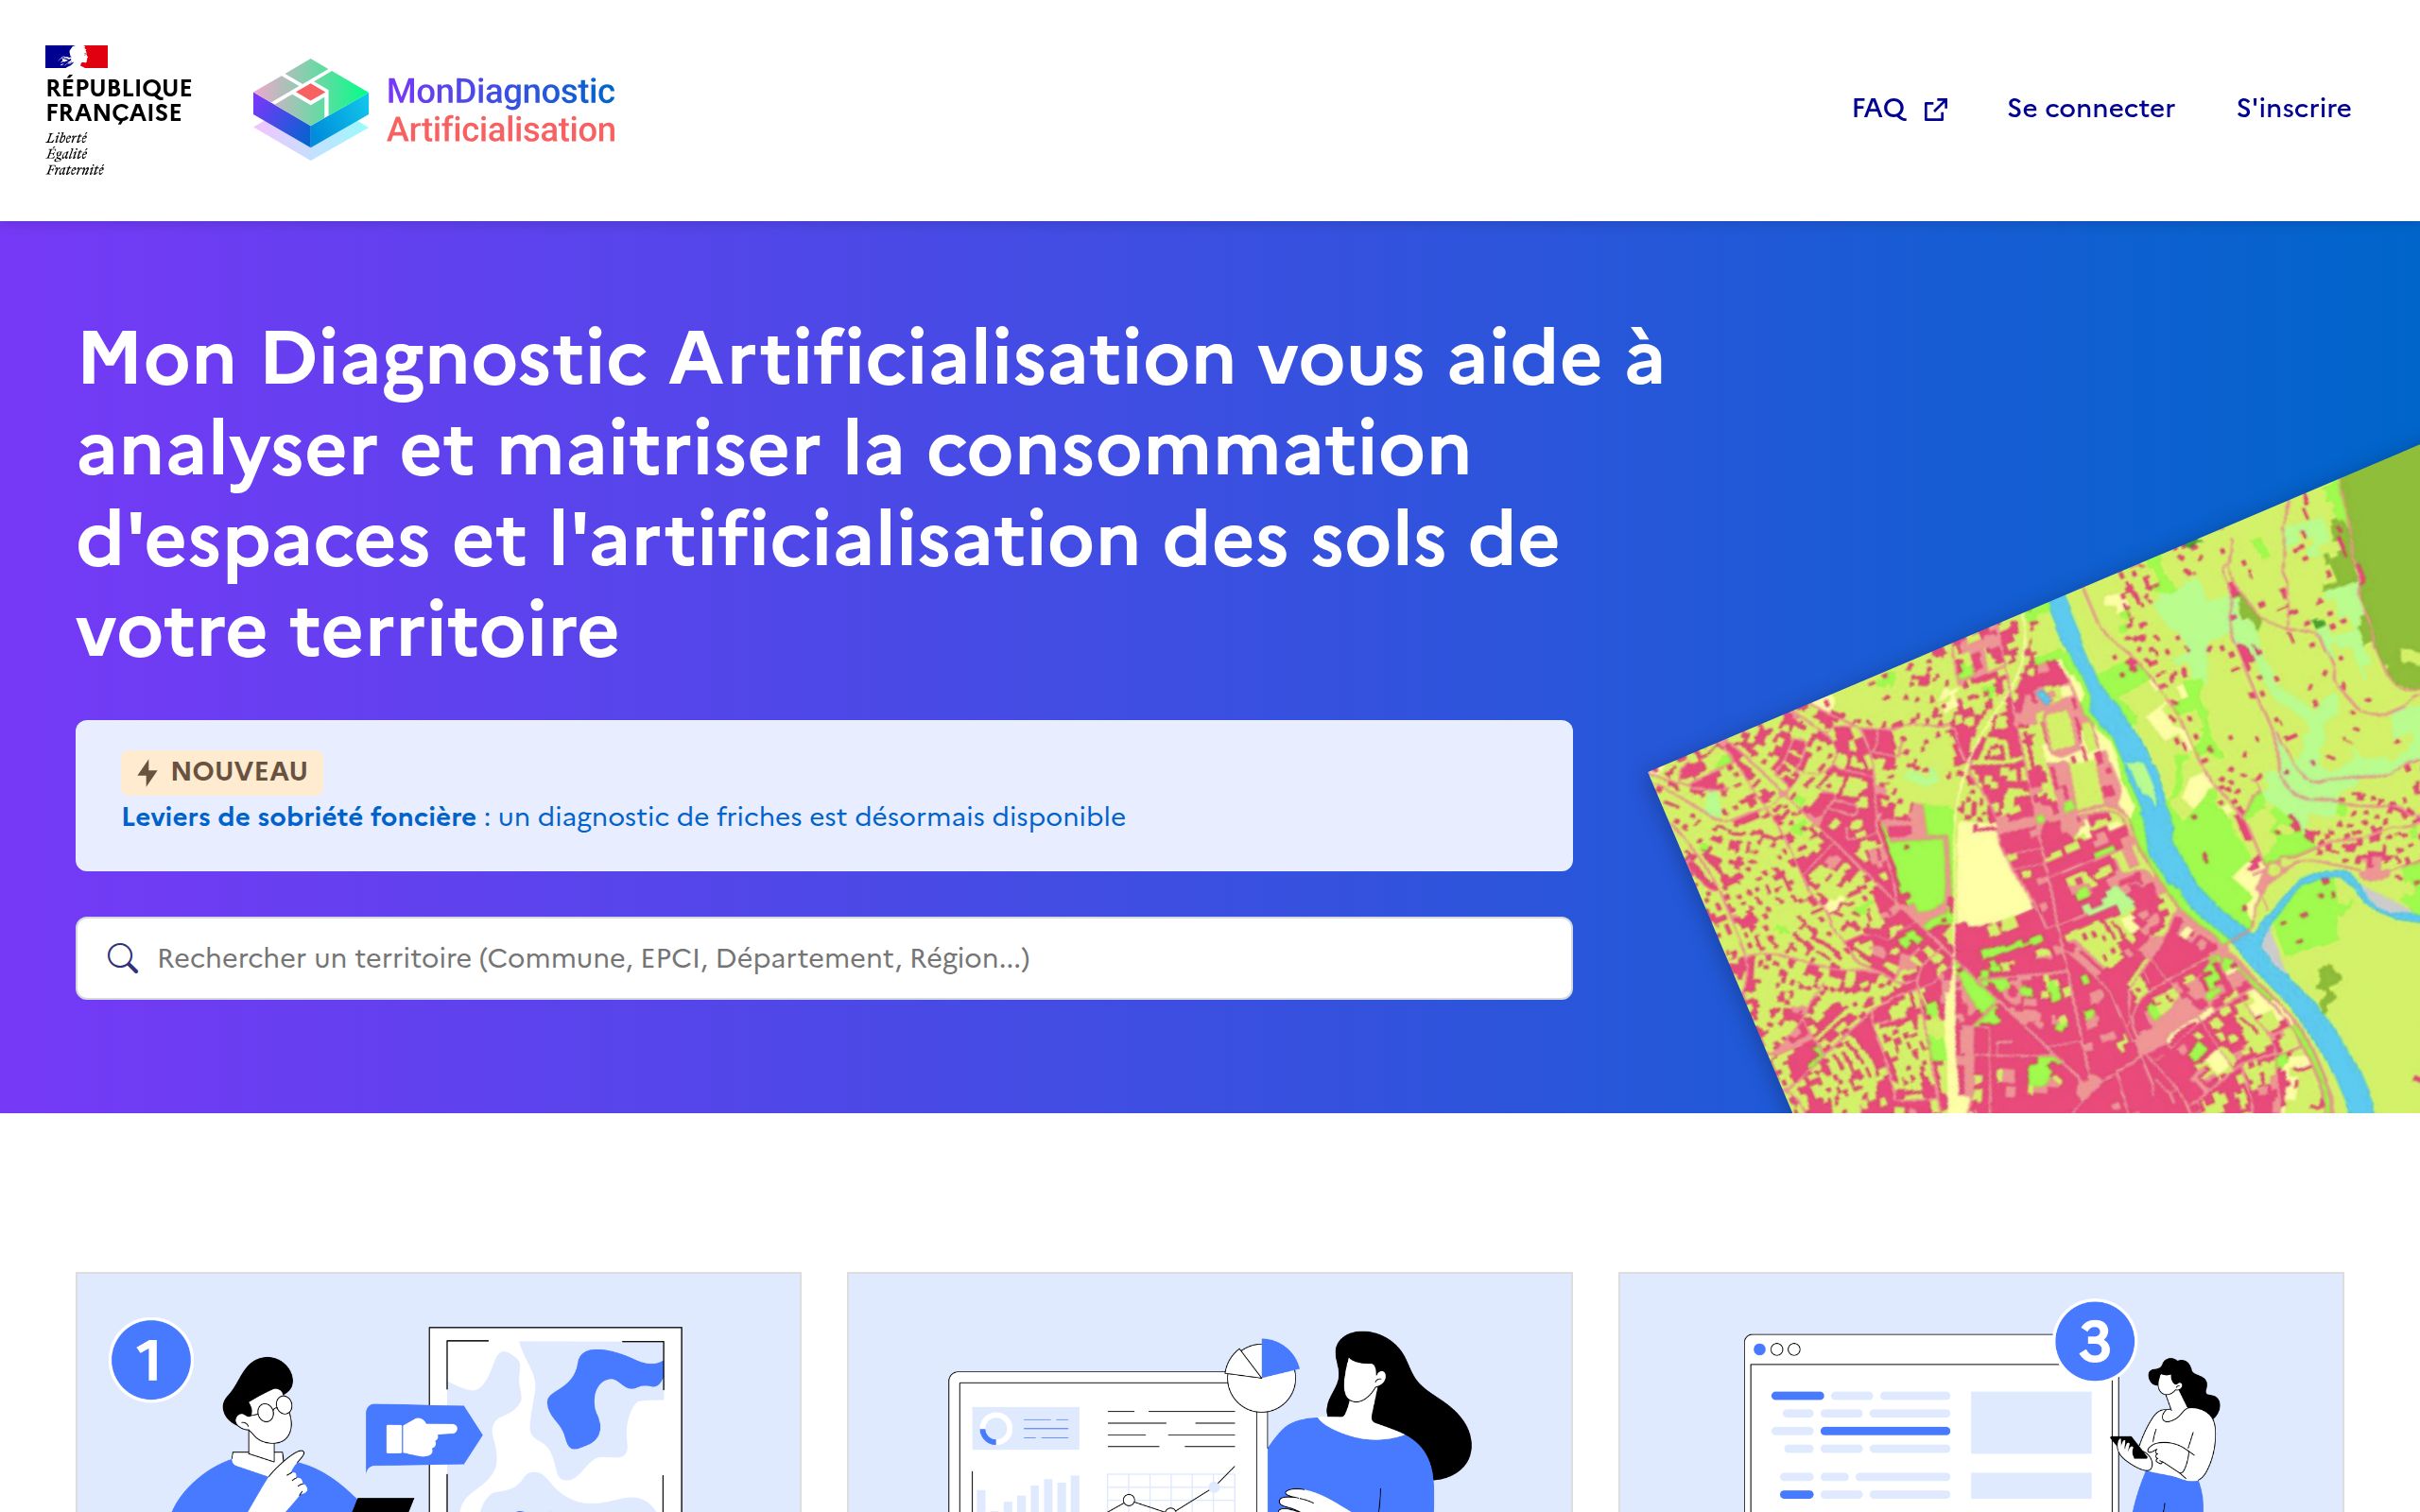 RÉPUBLIQUE
FRANÇAISE
Liberté
Égalité
Fraternité
MonDiagnostic
Artificialisation
FAQ
Se connecter
S'inscrire
Mon Diagnostic Artificialisation vous aide à
analyser et maitriser la consommation
d'espaces et l'artificialisation des sols de
votre territoire
NOUVEAU
Leviers de sobriété foncière : un diagnostic de friches est désormais disponible
Rechercher un territoire (Commune, EPCI, Département, Région...)
1
3